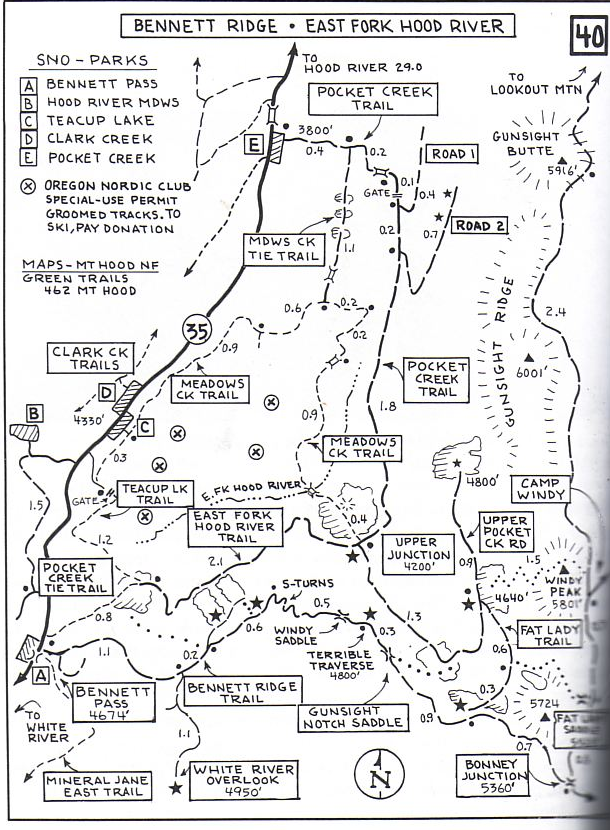 BENNETT RIDGE • EAST FORK HOOD RIVER
40
SNO-PARKS
A BENNETT PASS
B HOOD RIVER MDWS
C TEACUP LAKE
D CLARK CREEK
E POCKET CREEK
OREGON NORDIC CLUB
SPECIAL-USE PERMIT
GROOMED TRACKS. TO
SKI, PAY DONATION
MAPS-MT HOOD NF
GREEN TRAILS
462 MT HOOD
TO
HOOD RIVER 29.0
POCKET CREEK
TRAIL
TO
LOOKOUT MTN
GUNSIGHT
BUTTE
5916'
E
3800'
0.4
0.2
ROAD 1
0.1
GATE
0.4
0.2
0.7
ROAD 2
MDWS CK
TIE TRAIL
1.1
0.6
0.2
0.2
GUNSIGHT RIDGE
2.4
6001'
35
0.9
CLARK CK
TRAILS
MEADOWS
CK TRAIL
POCKET
CREEK
TRAIL
1.8
D
4330'
C
B
0.3
0.9
MEADOWS
CK TRAIL
4800'
CAMP
WINDY
TEACUP LK
TRAIL
GATE
E. FK HOOD RIVER
EAST FORK
HOOD RIVER
TRAIL
0.4
1.5
1.2
2.1
UPPER
JUNCTION
4200'
UPPER
POCKET
CK RD
0.9
1.5
WINDY
PEAK
5801'
4640'
POCKET
CREEK
TIE TRAIL
S-TURNS
0.8
0.6
0.5
0.3
1.3
FAT LADY
TRAIL
WINDY
SADDLE
TERRIBLE
TRAVERSE
4800'
0.6
1.1
0.2
A
BENNETT
PASS
4674'
BENNETT RIDGE
TRAIL
GUNSIGHT
NOTCH SADDLE
0.3
0.9
5724
FAT LADY
SADDLE
0.7
TO
WHITE
RIVER
1.1
MINERAL JANE
EAST TRAIL
WHITE RIVER
OVERLOOK
4950'
N
BONNEY
JUNCTION
5360'